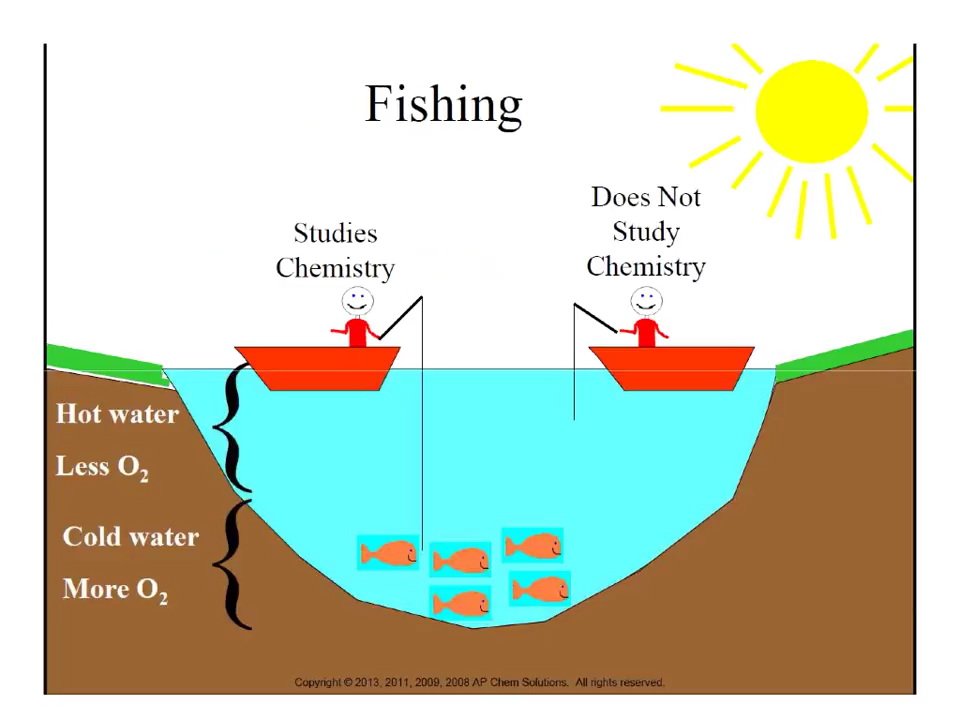 Fishing
Studies
Chemistry
Does Not
Study
Chemistry
Hot water
Less O₂
Cold water
More O₂
Copyright © 2013, 2011, 2009, 2008 AP Chem Solutions. All rights reserved.